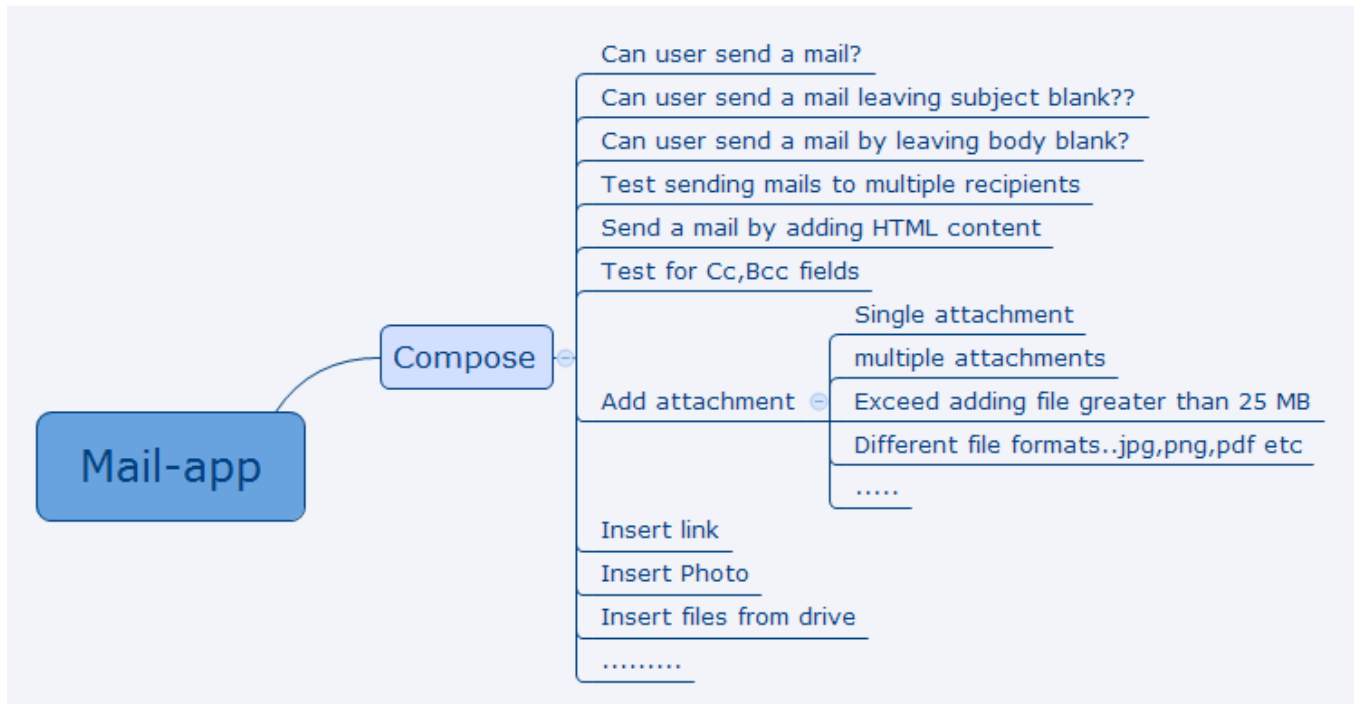 Can user send a mail?
Can user send a mail leaving subject blank??
Can user send a mail by leaving body blank?
Test sending mails to multiple recipients
Send a mail by adding HTML content
Test for Cc,Bcc fields
Single attachment
Compose
multiple attachments
Add attachment
Exceed adding file greater than 25 MB
Different file formats..jpg,png,pdf etc
Mail-app
.....
Insert link
Insert Photo
Insert files from drive
.........